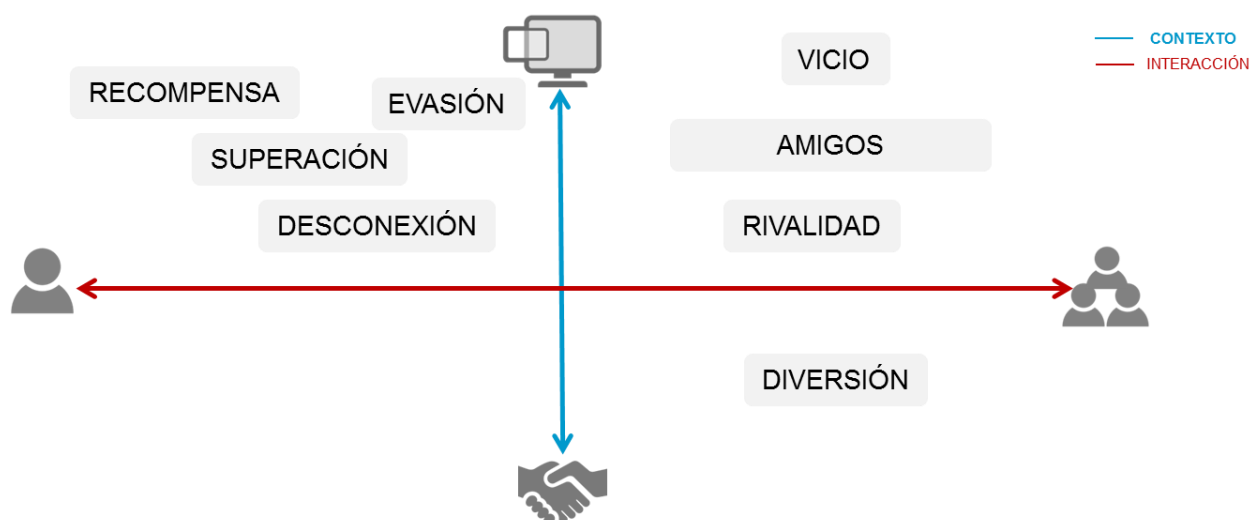 VICIO
CONTEXTO
INTERACCIÓN
RECOMPENSA
EVASIÓN
SUPERACIÓN
AMIGOS
DESCONEXIÓN
RIVALIDAD
DIVERSIÓN